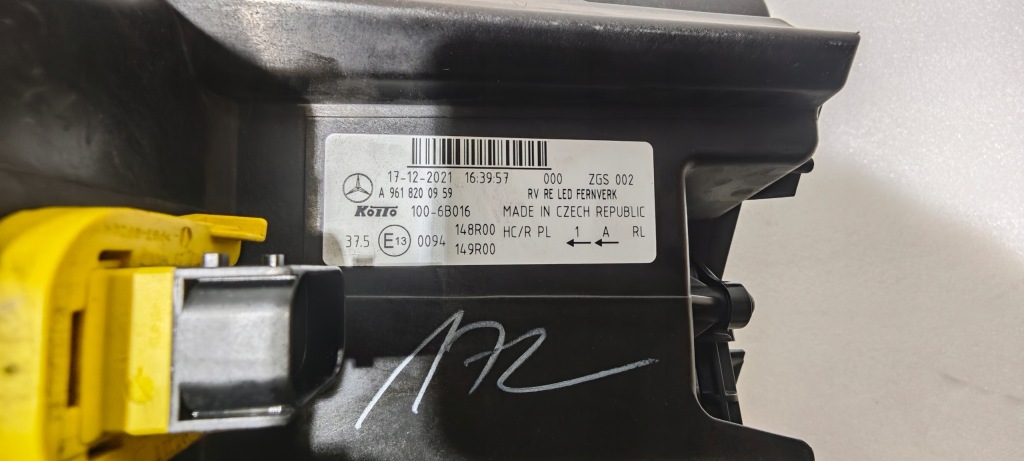 17-12-2021 16:39:57 000 ZGS 002
A 961 820 09 59 RV RE LED FERNVERK
KOITO 100-6B016 MADE IN CZECH REPUBLIC
37.5 E13 0094 148R00 HC/R PL 1 A RL
149R00